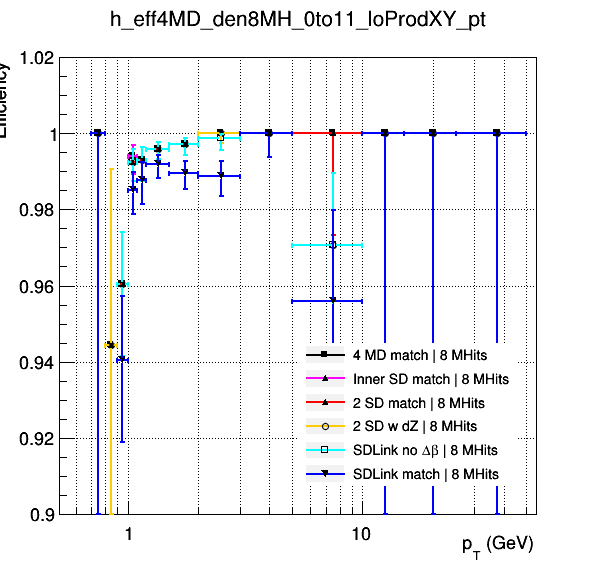 h_eff4MD_den8MH_0to11_loProdXY_pt
Efficiency
1.02
1
0.98
0.96
0.94
0.92
0.9
4 MD match | 8 MHits
Inner SD match | 8 MHits
2 SD match | 8 MHits
2 SD w dZ | 8 MHits
SDLink no Δβ | 8 MHits
SDLink match | 8 MHits
1
10
p_T (GeV)